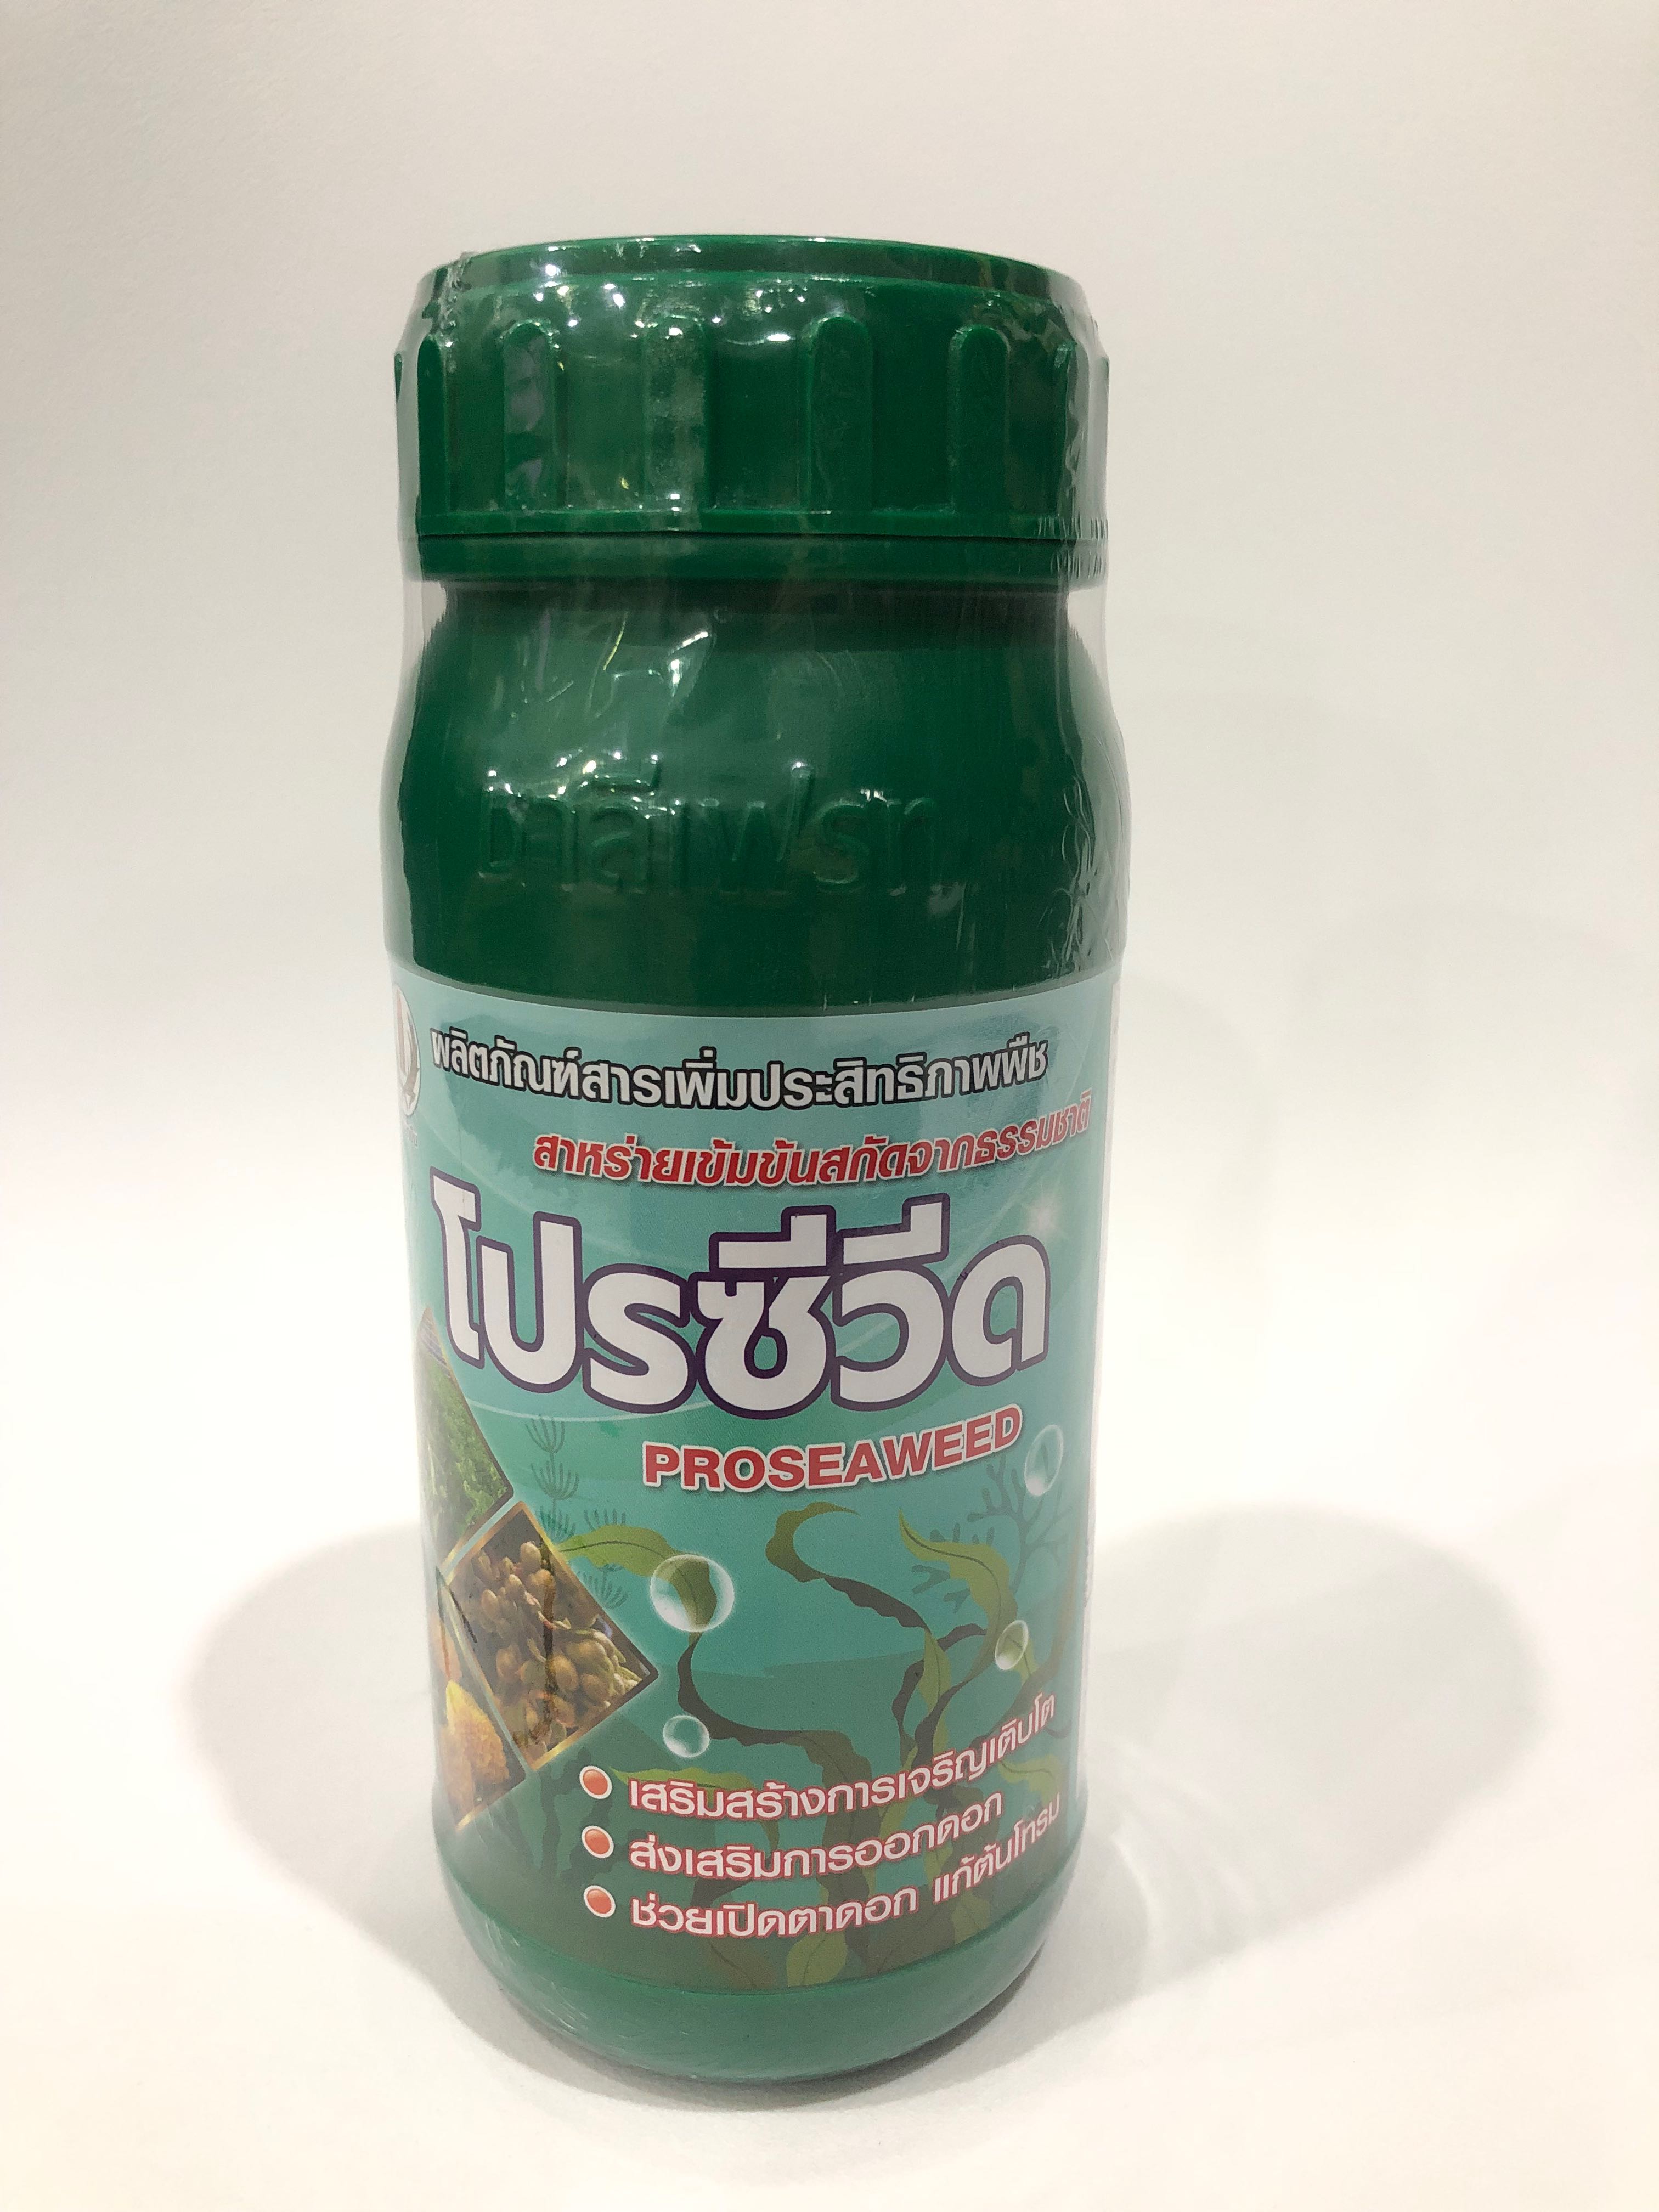 ผลิตภัณฑ์สารเพิ่มประสิทธิภาพพืช
สาหร่ายเข้มข้นสกัดจากธรรมชาติ
โปรซีวีด
PROSEAWEED
เสริมสร้างการเจริญเติบโต
ส่งเสริมการออกดอก
ช่วยเปิดตาดอก แก้ต้นโทรม